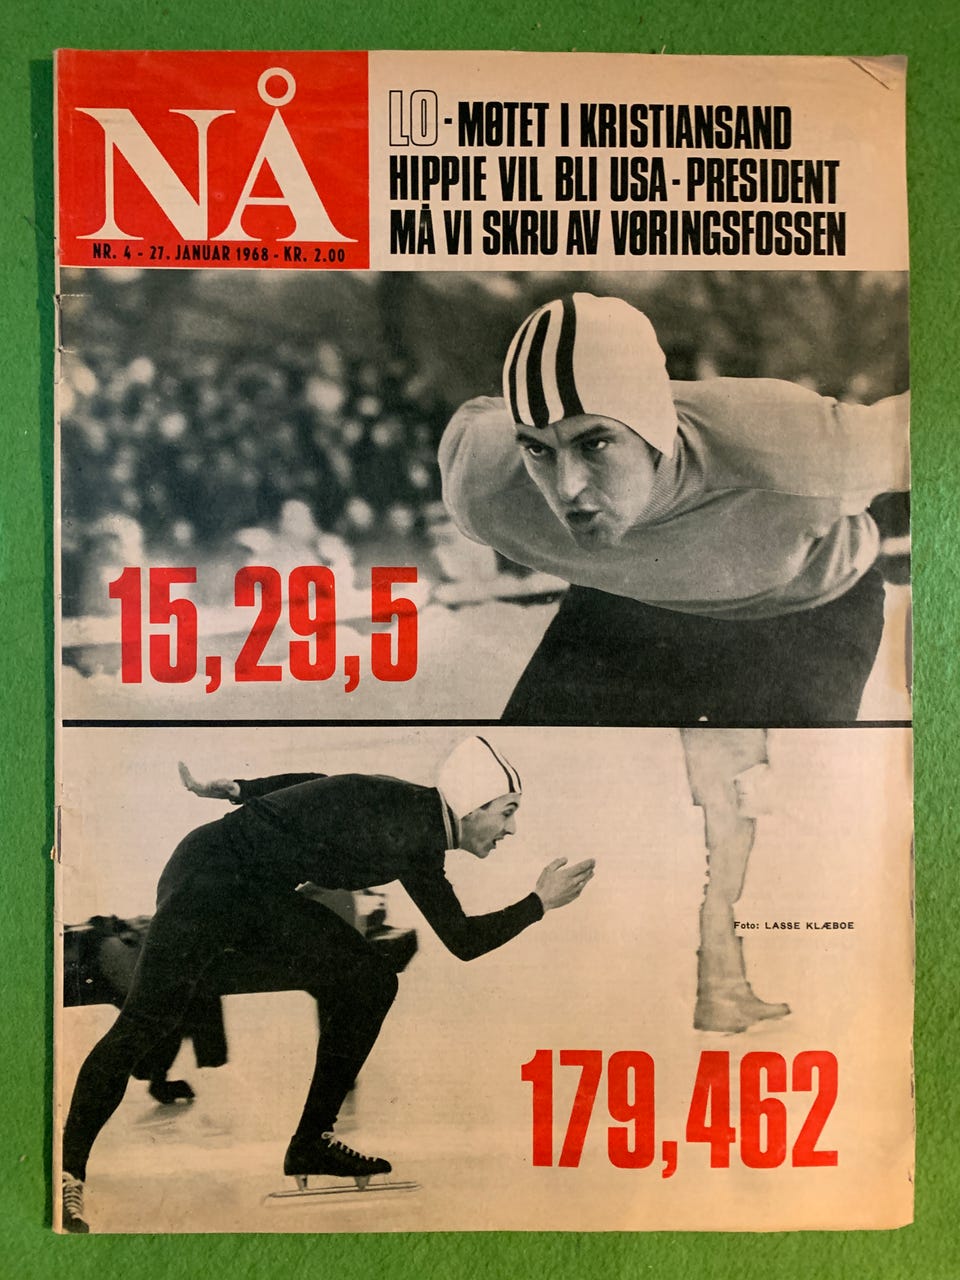 NÅ
NR. 4 - 27. JANUAR 1968 - KR. 2.00
LO-MØTET I KRISTIANSAND
HIPPIE VIL BLI USA-PRESIDENT
MÅ VI SKRU AV VØRINGSFOSSEN
15,29,5
Foto: LASSE KLÆBOE
179,462